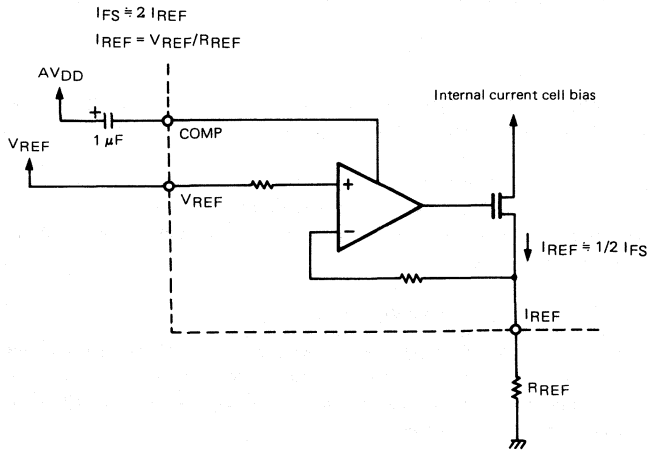 IFS ≒ 2 IREF
IREF = VREF/RREF
AVDD
+
1 μF
COMP
VREF
VREF
+
−
Internal current cell bias
IREF ≒ 1/2 IFS
IREF
RREF